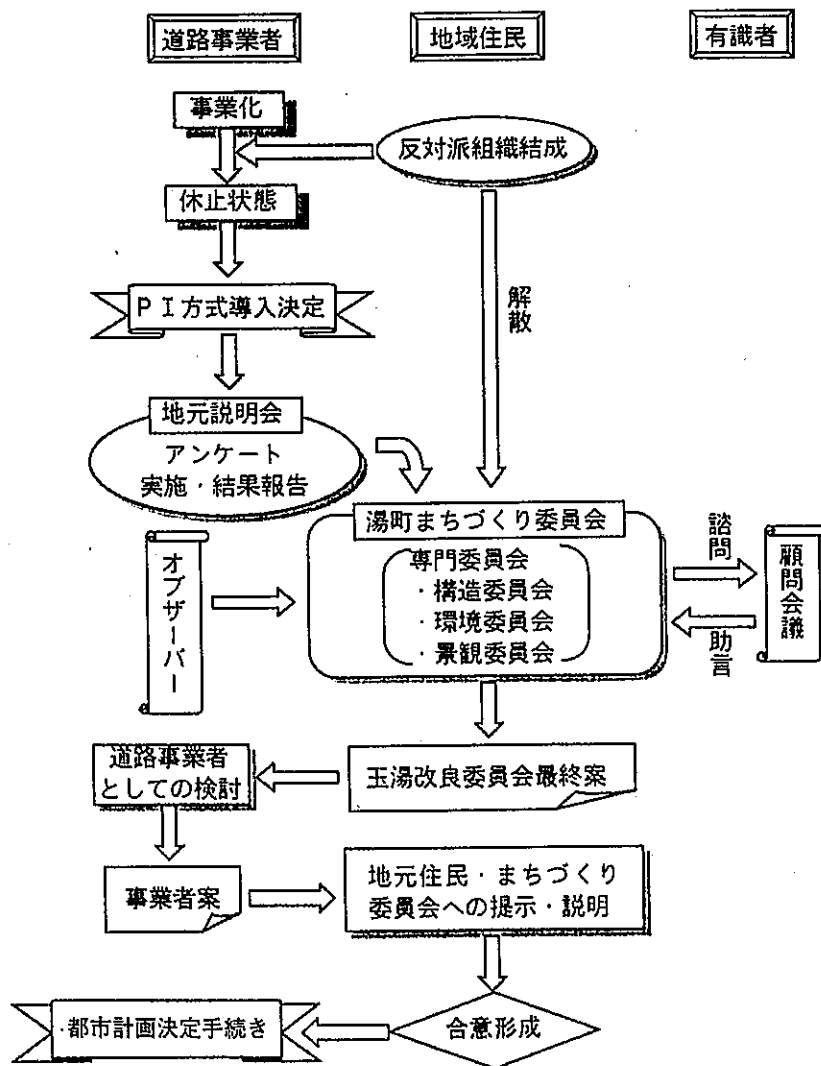 道路事業者
地域住民
有識者
事業化
反対派組織結成
休止状態
解散
ＰＩ方式導入決定
地元説明会
アンケート
実施・結果報告
湯町まちづくり委員会
専門委員会
・構造委員会
・環境委員会
・景観委員会
オブザーバー
諮問
助言
顧問会議
道路事業者
としての検討
玉湯改良委員会最終案
事業者案
地元住民・まちづくり
委員会への提示・説明
都市計画決定手続き
合意形成